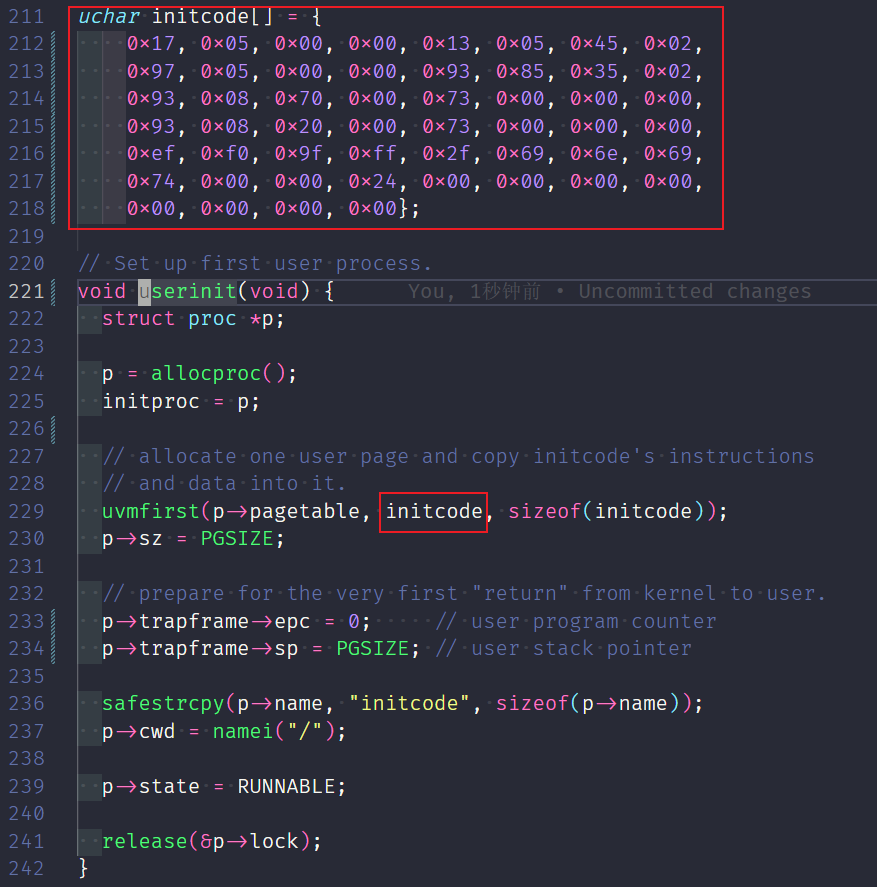 211 uchar initcode[] = {
212     0x17, 0x05, 0x00, 0x00, 0x13, 0x05, 0x45, 0x02,
213     0x97, 0x05, 0x00, 0x00, 0x93, 0x85, 0x35, 0x02,
214     0x93, 0x08, 0x70, 0x00, 0x73, 0x00, 0x00, 0x00,
215     0x93, 0x08, 0x20, 0x00, 0x73, 0x00, 0x00, 0x00,
216     0xef, 0xf0, 0x9f, 0xff, 0x2f, 0x69, 0x6e, 0x69,
217     0x74, 0x00, 0x00, 0x24, 0x00, 0x00, 0x00, 0x00,
218     0x00, 0x00, 0x00, 0x00};
219
220 // Set up first user process.
221 void userinit(void) {      You, 1秒钟前 • Uncommitted changes
222   struct proc *p;
223
224   p = allocproc();
225   initproc = p;
226
227   // allocate one user page and copy initcode's instructions
228   // and data into it.
229   uvmfirst(p->pagetable, initcode, sizeof(initcode));
230   p->sz = PGSIZE;
231
232   // prepare for the very first "return" from kernel to user.
233   p->trapframe->epc = 0;     // user program counter
234   p->trapframe->sp = PGSIZE; // user stack pointer
235
236   safestrcpy(p->name, "initcode", sizeof(p->name));
237   p->cwd = namei("/");
238
239   p->state = RUNNABLE;
240
241   release(&p->lock);
242 }